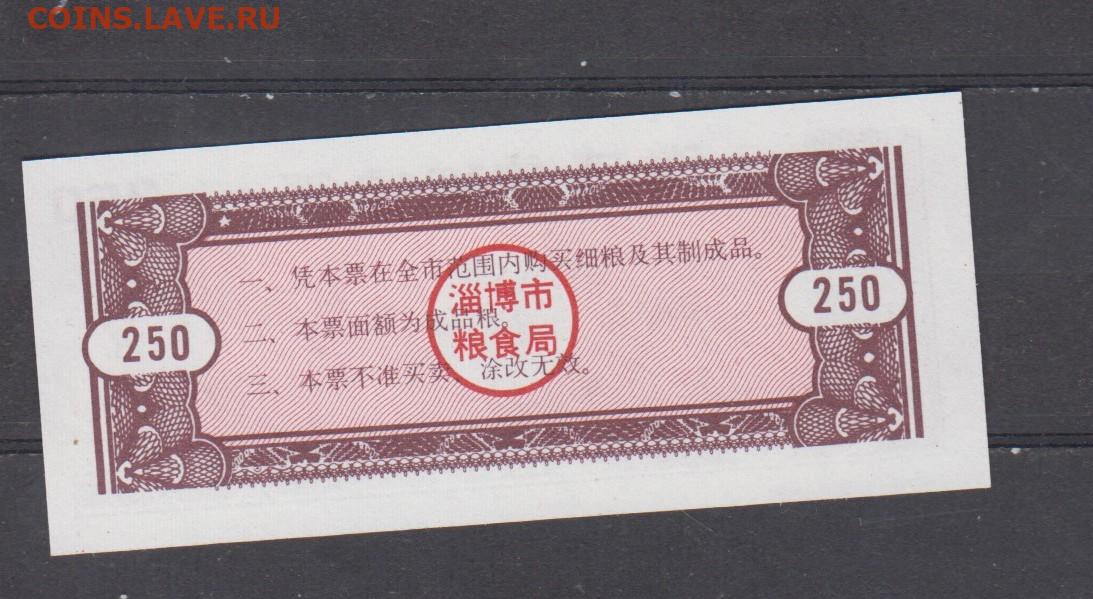 COINS.LAVE.RU
一、凭本票在全市范围内购买细粮及其制成品。
二、本票面额为成品粮。
三、本票不准买卖，涂改无效。
淄博市
粮食局
250
250